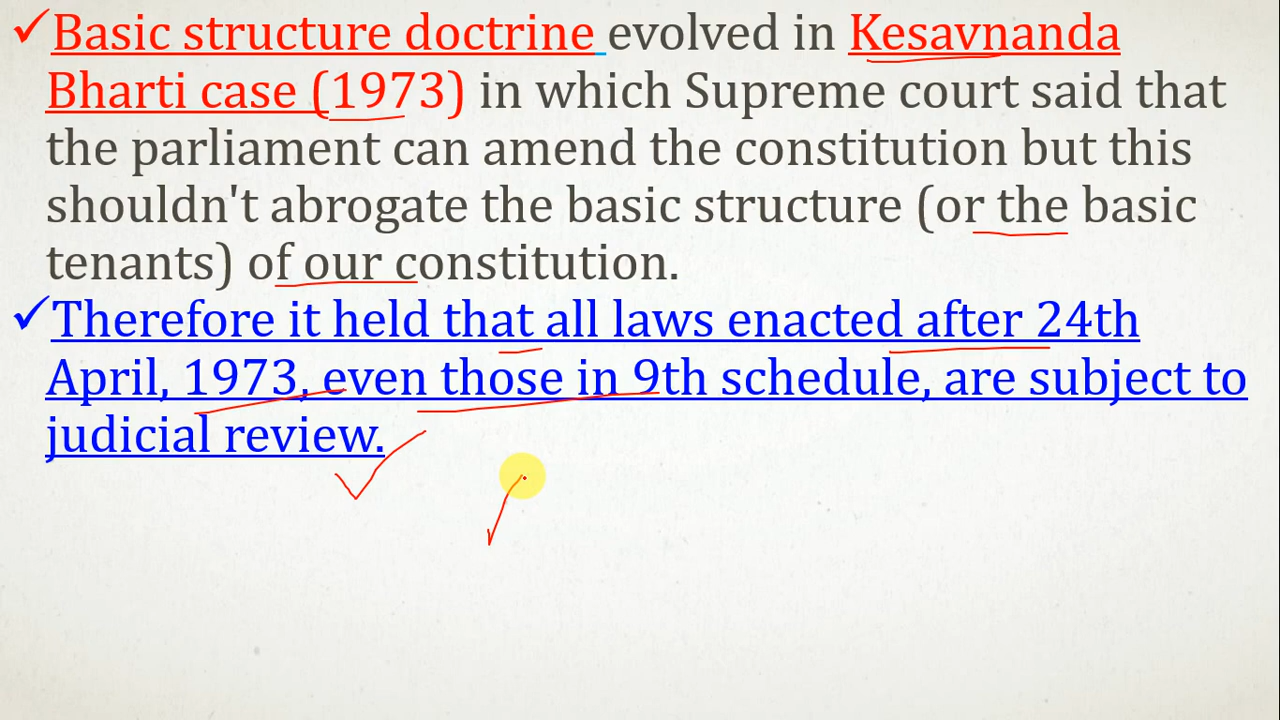 ✓Basic structure doctrine evolved in Kesavnanda
Bharti case (1973) in which Supreme court said that
the parliament can amend the constitution but this
shouldn't abrogate the basic structure (or the basic
tenants) of our constitution.
✓Therefore it held that all laws enacted after 24th
April, 1973, even those in 9th schedule, are subject to
judicial review.